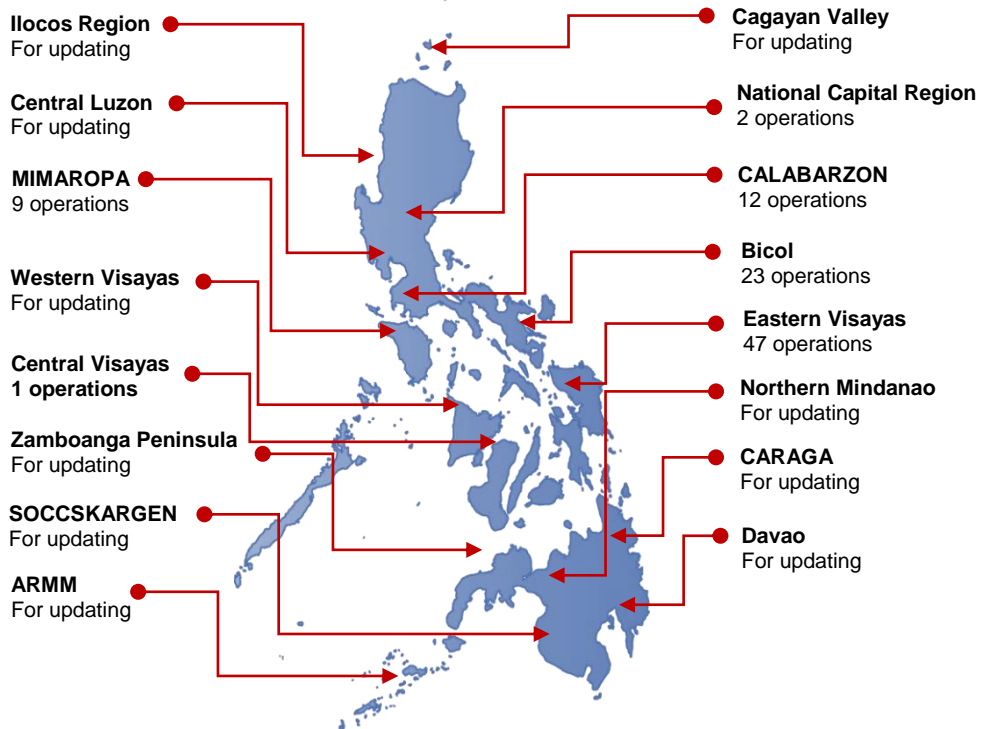 Ilocos Region
For updating
Central Luzon
For updating
MIMAROPA
9 operations
Western Visayas
For updating
Central Visayas
1 operations
Zamboanga Peninsula
For updating
SOCCSKARGEN
For updating
ARMM
For updating
Cagayan Valley
For updating
National Capital Region
2 operations
CALABARZON
12 operations
Bicol
23 operations
Eastern Visayas
47 operations
Northern Mindanao
For updating
CARAGA
For updating
Davao
For updating